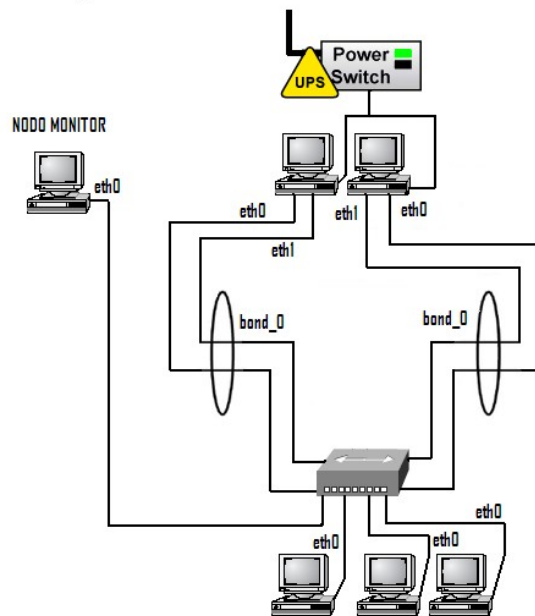 Power
Switch
UPS
NODO MONITOR
eth0
eth0
eth1
eth1
eth0
bond_0
bond_0
eth0
eth0
eth0